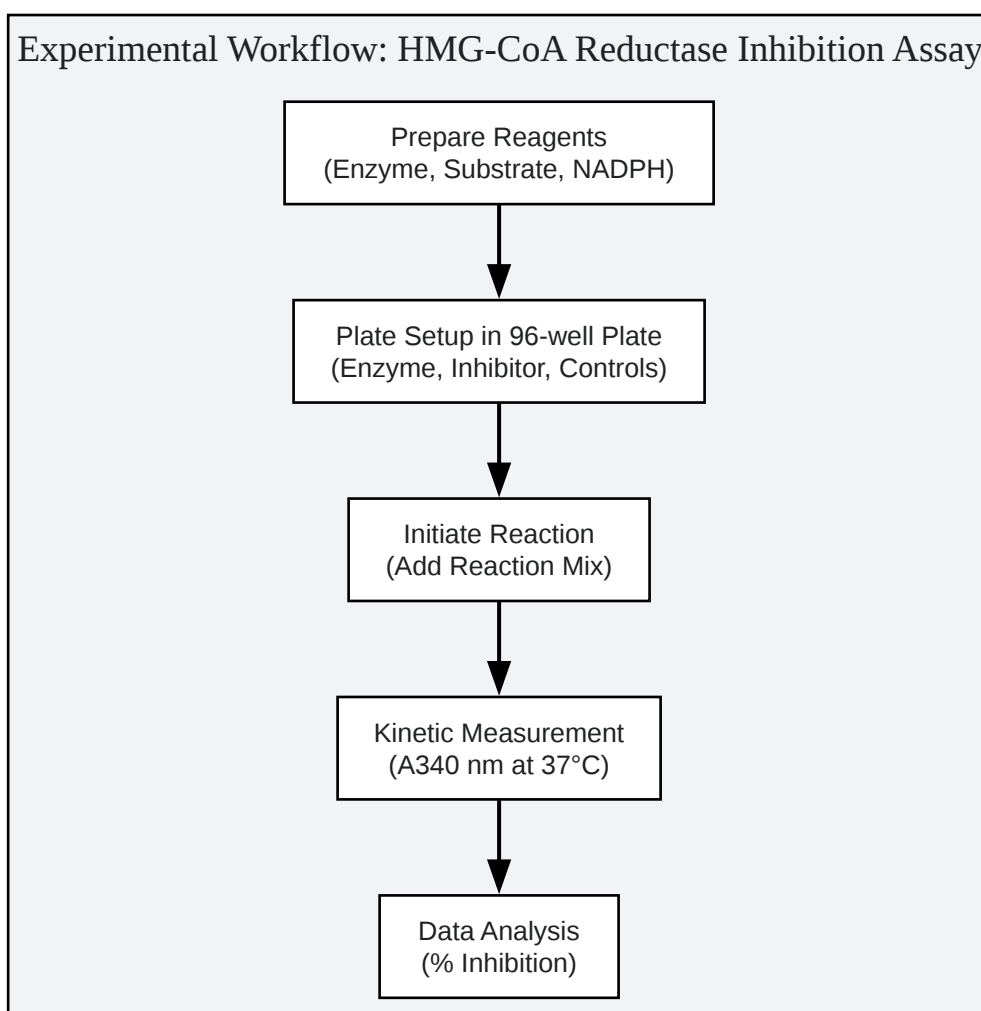 Experimental Workflow: HMG-CoA Reductase Inhibition Assay
Prepare Reagents
(Enzyme, Substrate, NADPH)
Plate Setup in 96-well Plate
(Enzyme, Inhibitor, Controls)
Initiate Reaction
(Add Reaction Mix)
Kinetic Measurement
(A340 nm at 37°C)
Data Analysis
(% Inhibition)